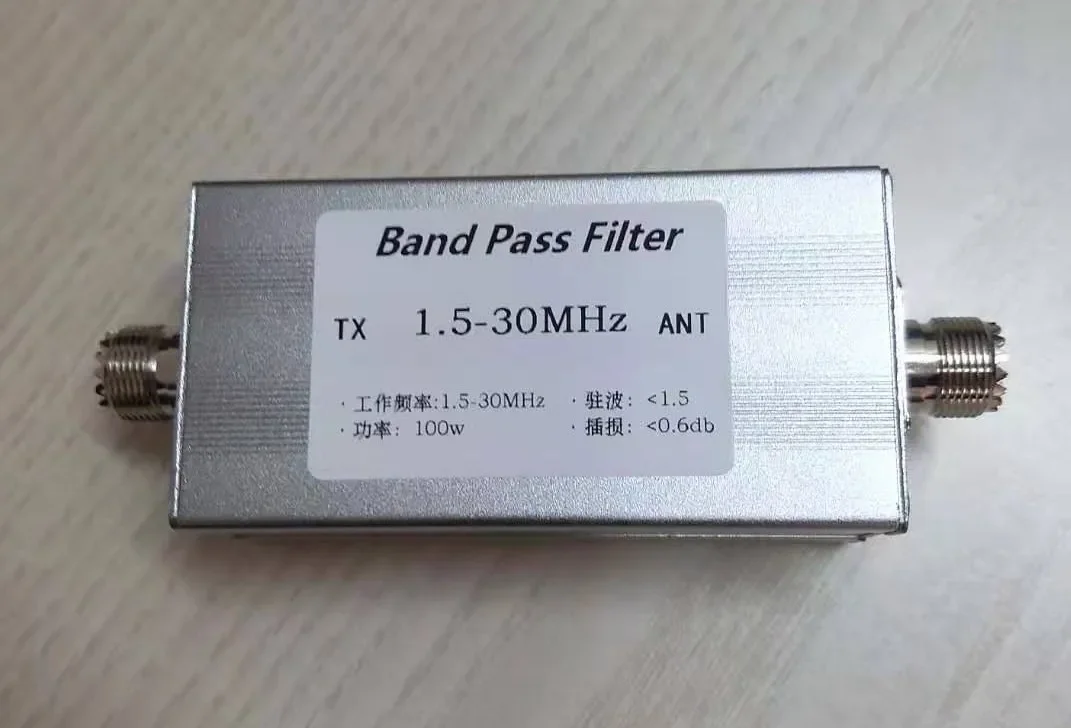 Band Pass Filter
TX 1.5-30MHz ANT
· 工作频率:1.5-30MHz · 驻波: <1.5
· 功率: 100w · 插损: <0.6db